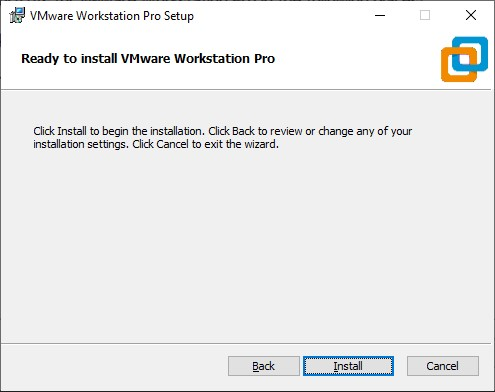 VMware Workstation Pro Setup
Ready to install VMware Workstation Pro
Click Install to begin the installation. Click Back to review or change any of your
installation settings. Click Cancel to exit the wizard.
Back
Install
Cancel